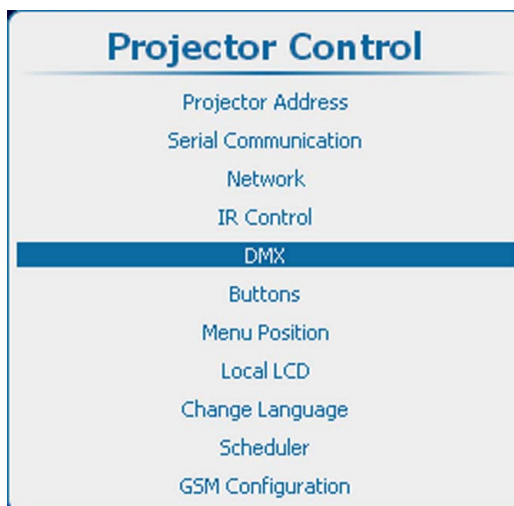 Projector Control
Projector Address
Serial Communication
Network
IR Control
DMX
Buttons
Menu Position
Local LCD
Change Language
Scheduler
GSM Configuration